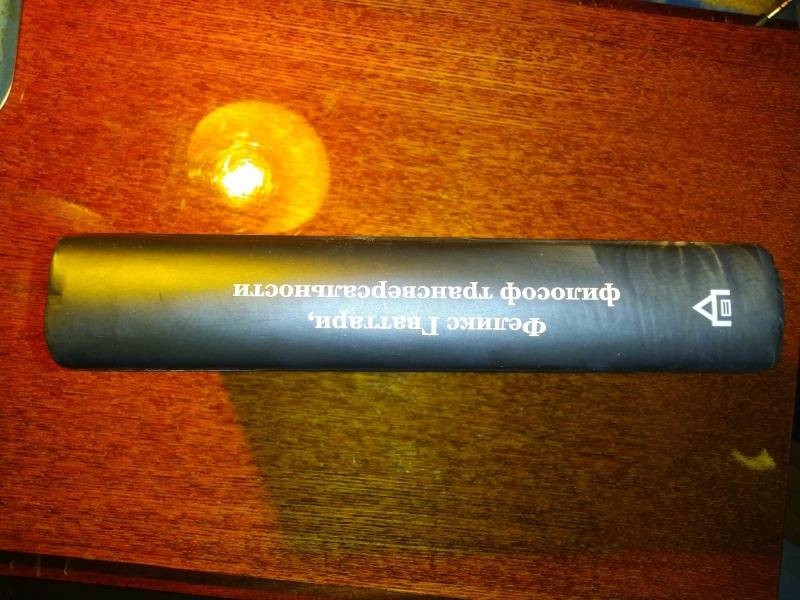 Феликс Гваттари,
философ трансверсальности